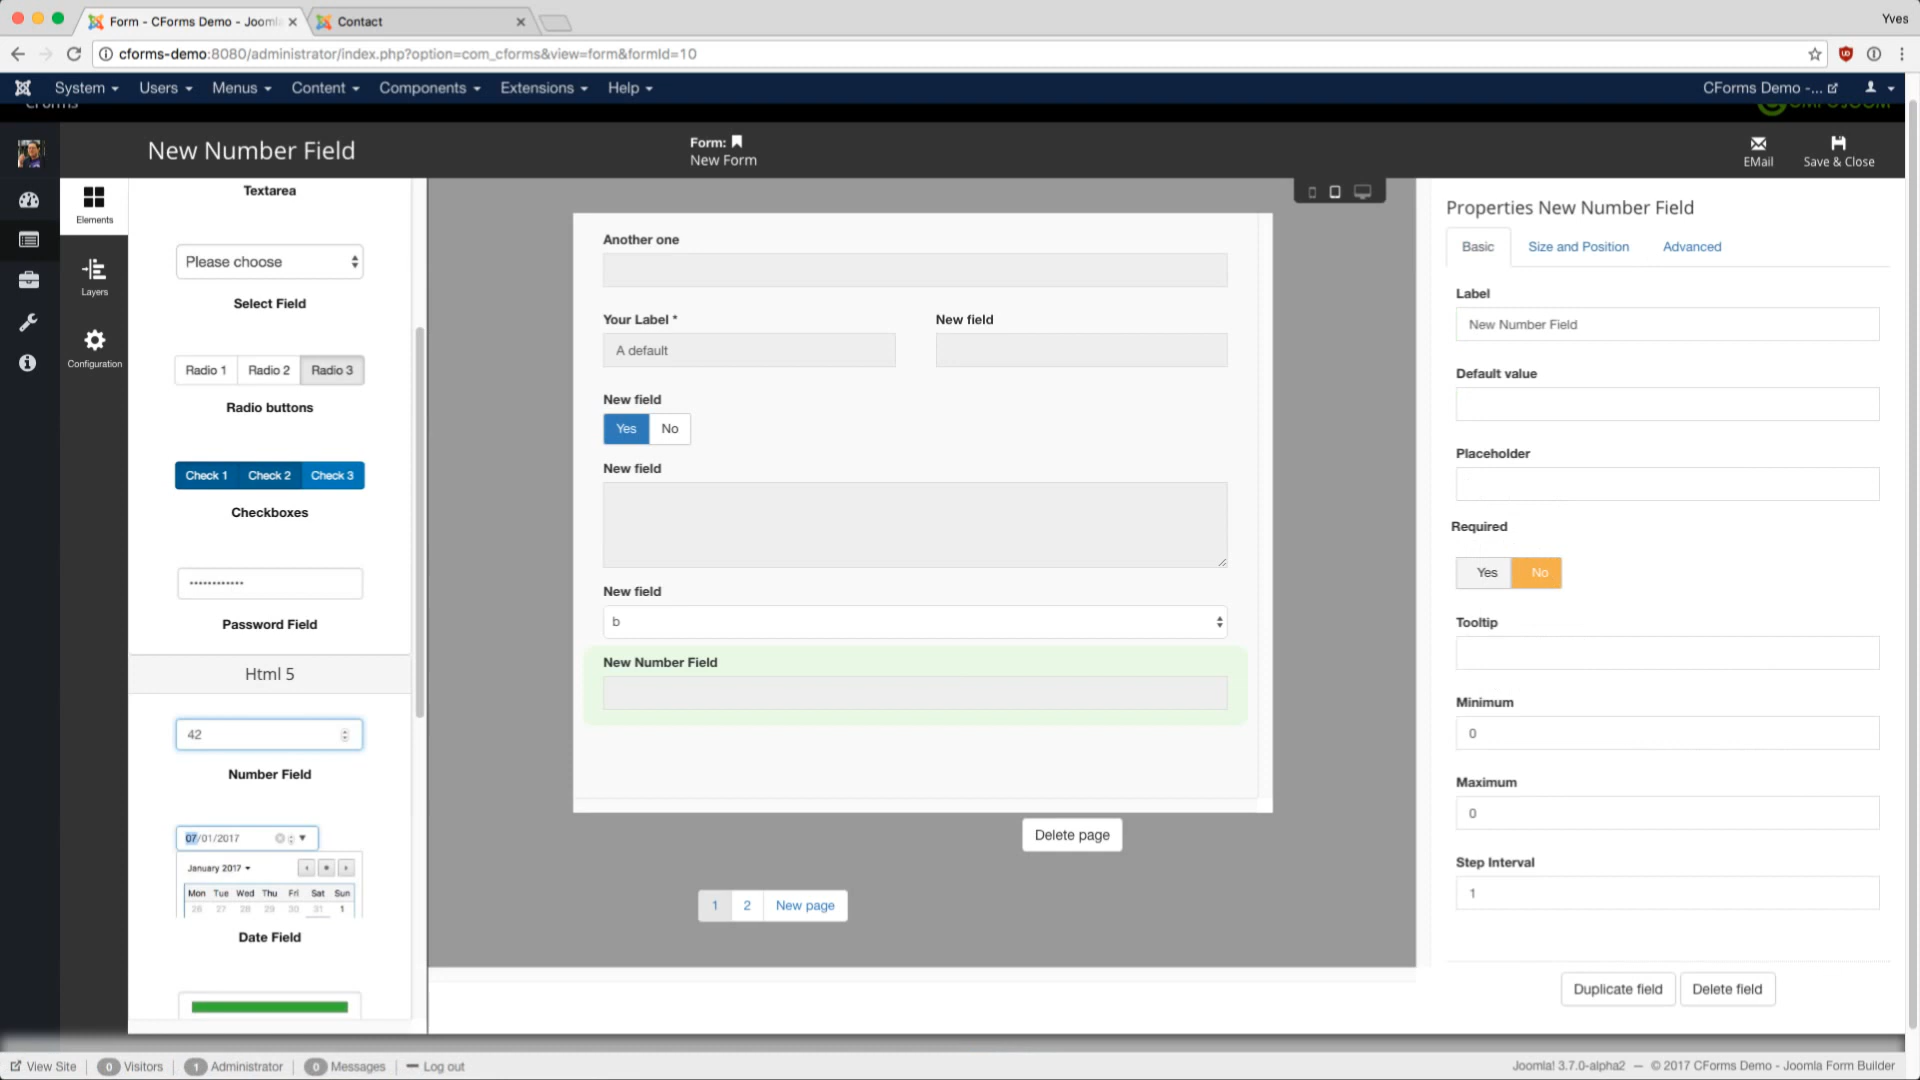 Form - CForms Demo - Jooml
Contact
Yves
cforms-demo:8080/administrator/index.php?option=com_cforms&view=form&formId=10
System
Users
Menus
Content
Components
Extensions
Help
CForms Demo -...
New Number Field
Form:
New Form
EMail
Save & Close
Elements
Layers
Configuration
Textarea
Please choose
Select Field
Radio 1
Radio 2
Radio 3
Radio buttons
Check 1
Check 2
Check 3
Checkboxes
Password Field
Html 5
42
Number Field
07/01/2017
January 2017
Mon Tue Wed Thu Fri Sat Sun
26 27 28 29 30 31 1
Date Field
Another one
Your Label *
New field
A default
New field
Yes
No
New field
New field
b
New Number Field
Delete page
1
2
New page
Properties New Number Field
Basic
Size and Position
Advanced
Label
New Number Field
Default value
Placeholder
Required
Yes
No
Tooltip
Minimum
0
Maximum
0
Step Interval
1
Duplicate field
Delete field
View Site
0 Visitors
1 Administrator
0 Messages
Log out
Joomla! 3.7.0-alpha2 — © 2017 CForms Demo - Joomla Form Builder